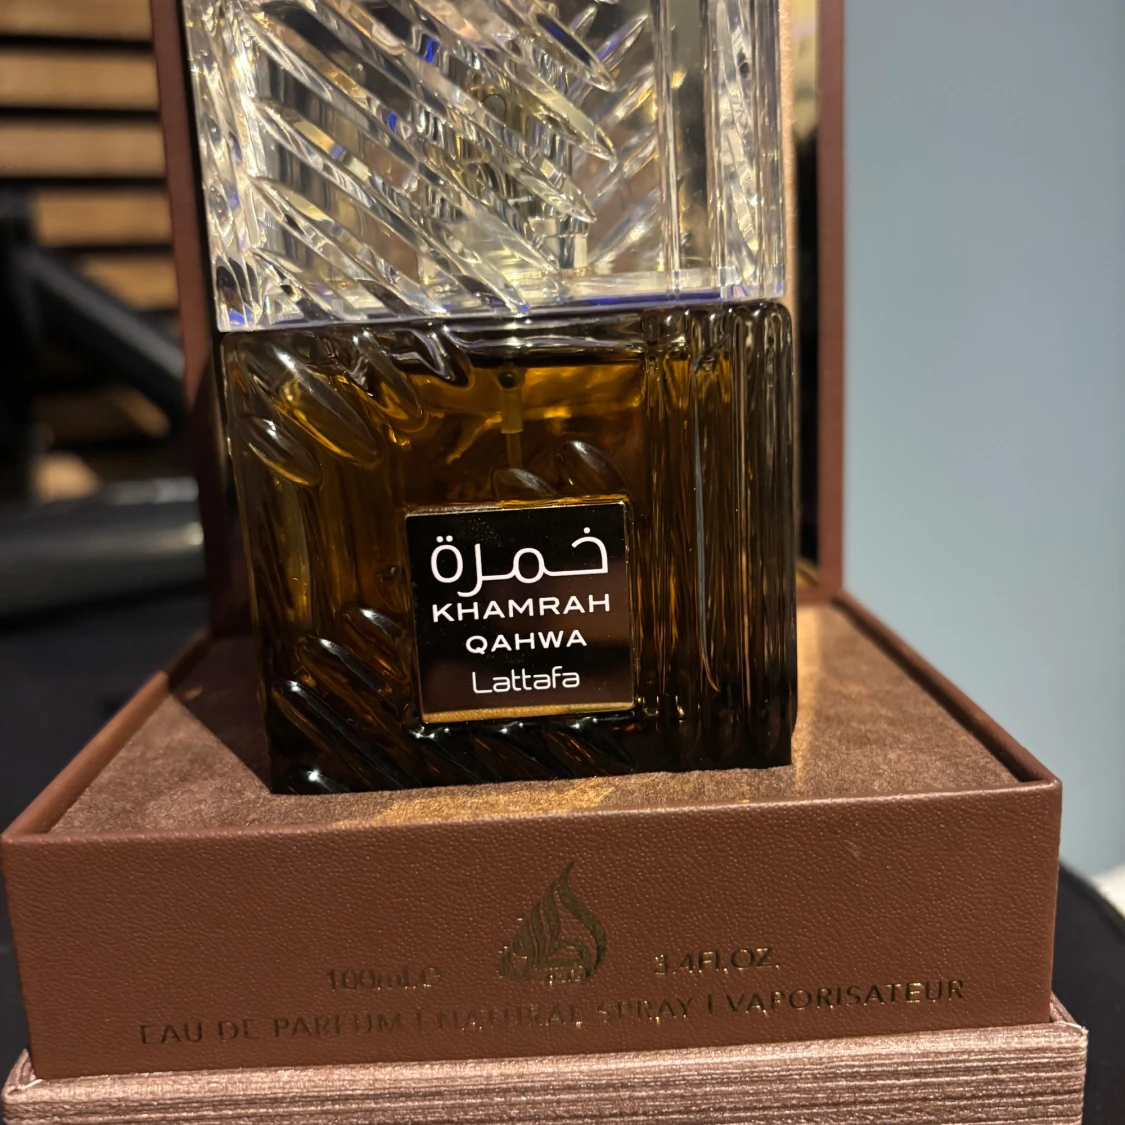 خمرة
KHAMRAH
QAHWA
Lattafa
100mL℮ 3.4FL.OZ.
EAU DE PARFUM | NATURAL SPRAY | VAPORISATEUR